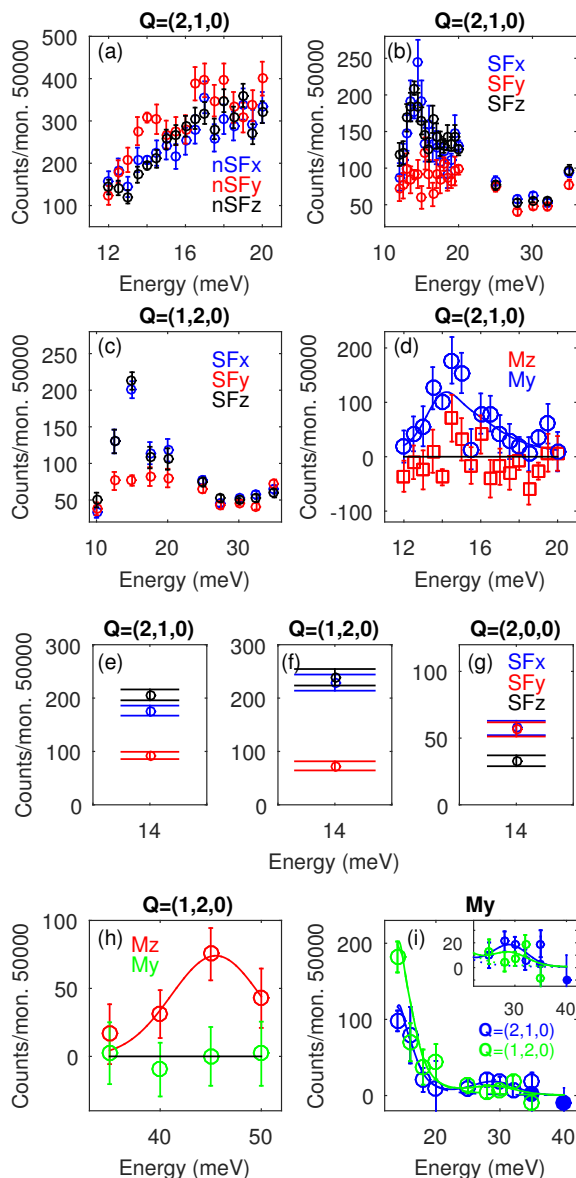 Q=(2,1,0)
Q=(2,1,0)
Counts/mon. 50000
500
400
300
200
100
(a)
nSFx
nSFy
nSFz
12 14 16 18 20
Energy (meV)
Counts/mon. 50000
250
200
150
100
50
(b)
SFx
SFy
SFz
20 30
Energy (meV)
Q=(1,2,0)
Q=(2,1,0)
Counts/mon. 50000
250
200
150
100
50
(c)
SFx
SFy
SFz
10 20 30
Energy (meV)
Counts/mon. 50000
200
100
0
-100
(d)
Mz
My
12 14 16 18 20
Energy (meV)
Q=(2,1,0)
Q=(1,2,0)
Q=(2,0,0)
Counts/mon. 50000
300
200
100
0
(e)
14
300
200
100
0
(f)
14
100
50
0
(g)
SFx
SFy
SFz
14
Energy (meV)
Q=(1,2,0)
My
Counts/mon. 50000
100
50
0
(h)
Mz
My
40 45 50
Energy (meV)
Counts/mon. 50000
200
100
0
(i)
20
10
0
30 40
Q=(2,1,0)
Q=(1,2,0)
20 30 40
Energy (meV)